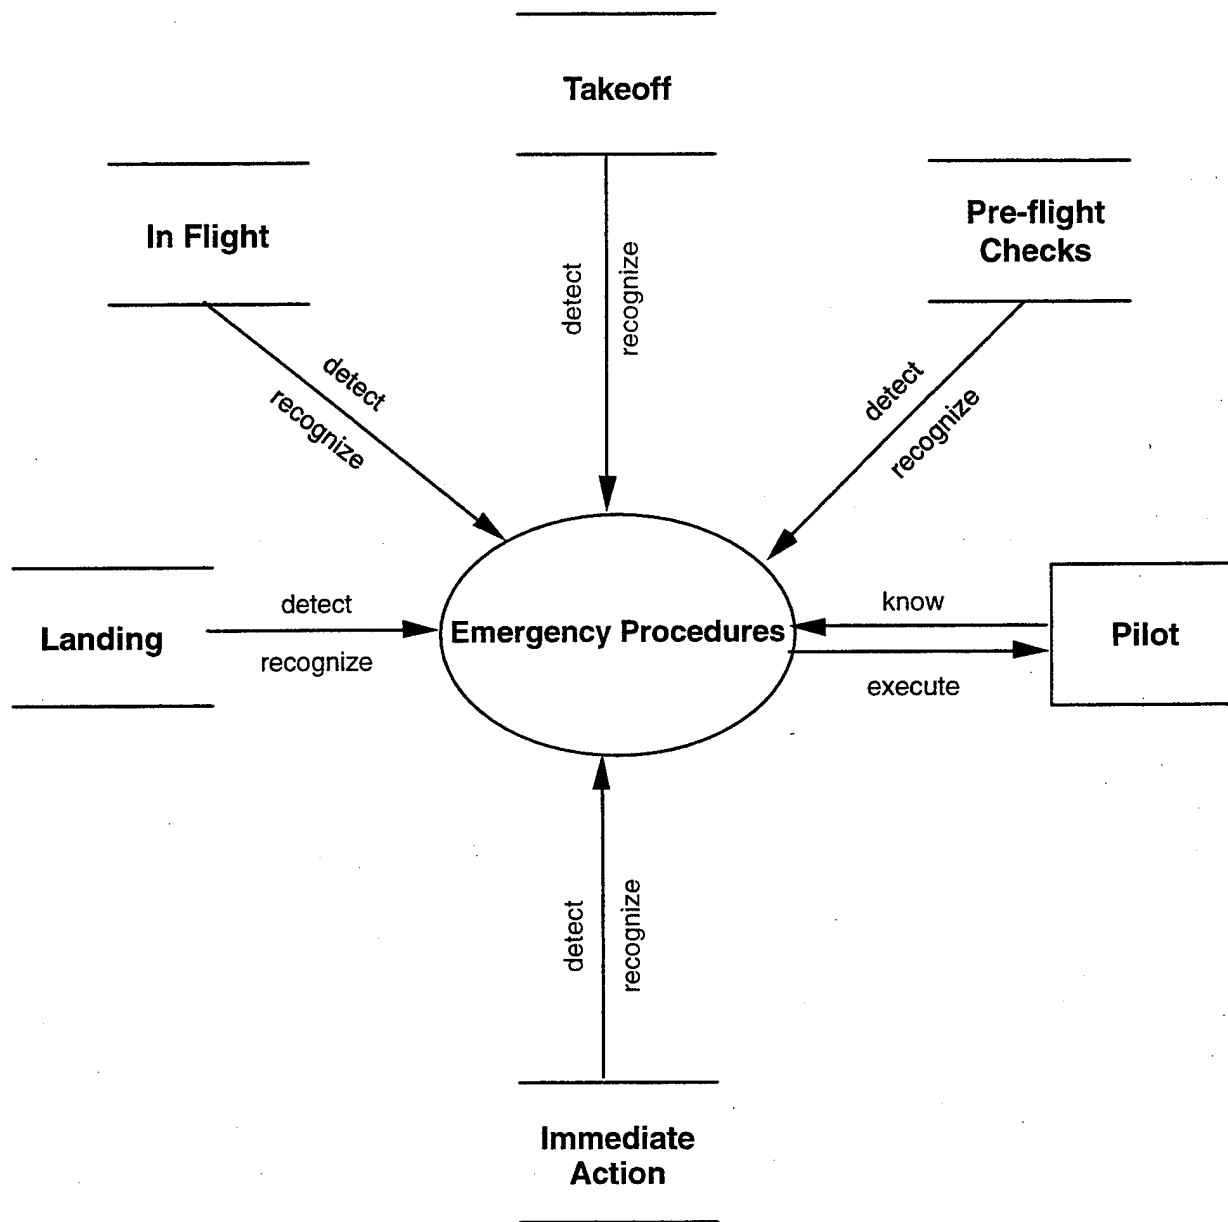 Takeoff
In Flight
Pre-flight
Checks
detect
recognize
detect
recognize
detect
recognize
Landing
detect
recognize
Emergency Procedures
know
execute
Pilot
detect
recognize
Immediate
Action